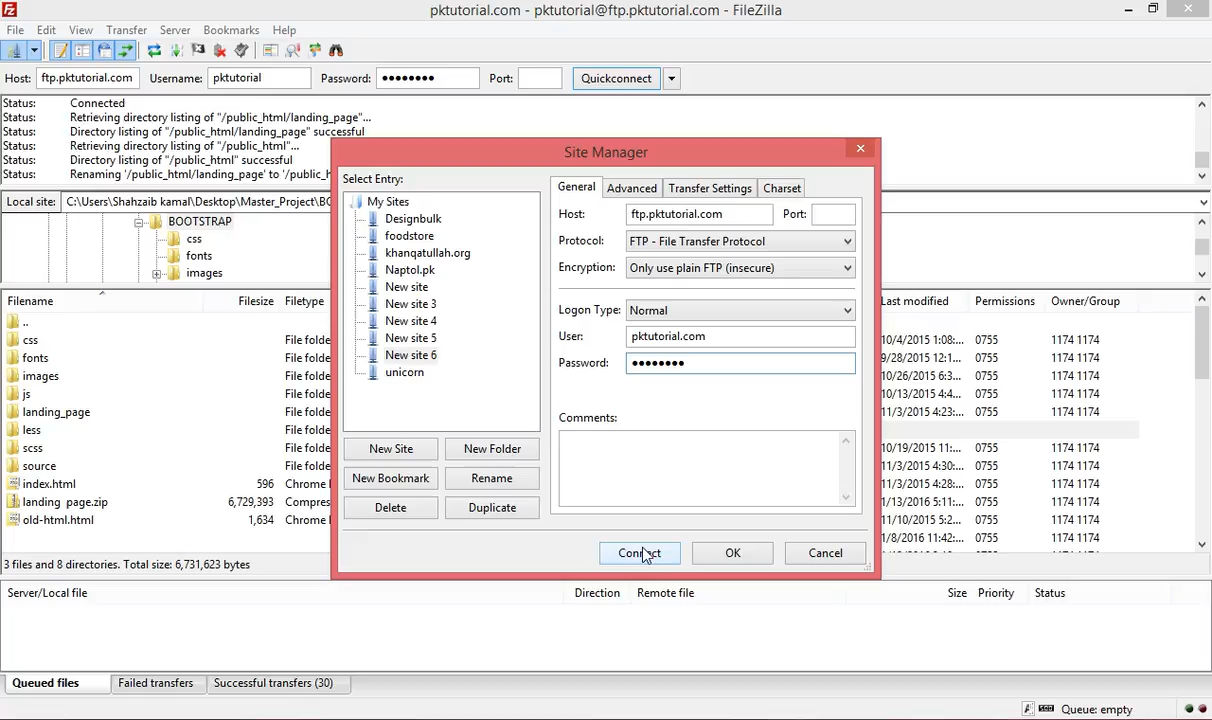 pktutorial.com - pktutorial@ftp.pktutorial.com - FileZilla
File Edit View Transfer Server Bookmarks Help
Host: ftp.pktutorial.com Username: pktutorial Password: ●●●●●●●● Port: Quickconnect
Status: Connected
Status: Retrieving directory listing of "/public_html/landing_page"...
Status: Directory listing of "/public_html/landing_page" successful
Status: Retrieving directory listing of "/public_html"...
Status: Directory listing of "/public_html" successful
Status: Renaming '/public_html/landing_page' to '/public_h
Local site: C:\Users\Shahzaib kamal\Desktop\Master_Project\BO
BOOTSTRAP
css
fonts
images
Filename Filesize Filetype
..
css File folde
fonts File folde
images File folde
js File folde
landing_page File folde
less File folde
scss File folde
source File folde
index.html 596 Chrome
landing page.zip 6,729,393 Compres
old-html.html 1,634 Chrome
3 files and 8 directories. Total size: 6,731,623 bytes
Site Manager
Select Entry:
My Sites
Designbulk
foodstore
khanqatullah.org
Naptol.pk
New site
New site 3
New site 4
New site 5
New site 6
unicorn
New Site New Folder
New Bookmark Rename
Delete Duplicate
General Advanced Transfer Settings Charset
Host: ftp.pktutorial.com Port:
Protocol: FTP - File Transfer Protocol
Encryption: Only use plain FTP (insecure)
Logon Type: Normal
User: pktutorial.com
Password: ●●●●●●●●
Comments:
Connect OK Cancel
Last modified Permissions Owner/Group
10/4/2015 1:08:... 0755 1174 1174
9/28/2015 12:1... 0755 1174 1174
10/26/2015 6:3... 0755 1174 1174
10/13/2015 4:4... 0755 1174 1174
11/3/2015 4:23:... 0755 1174 1174
10/19/2015 11:... 0755 1174 1174
11/3/2015 4:30:... 0755 1174 1174
11/3/2015 4:28:... 0755 1174 1174
1/13/2016 5:11:... 0755 1174 1174
11/10/2015 5:2... 0755 1174 1174
1/8/2016 11:42:... 0755 1174 1174
Server/Local file Direction Remote file Size Priority Status
Queued files Failed transfers Successful transfers (30)
Queue: empty